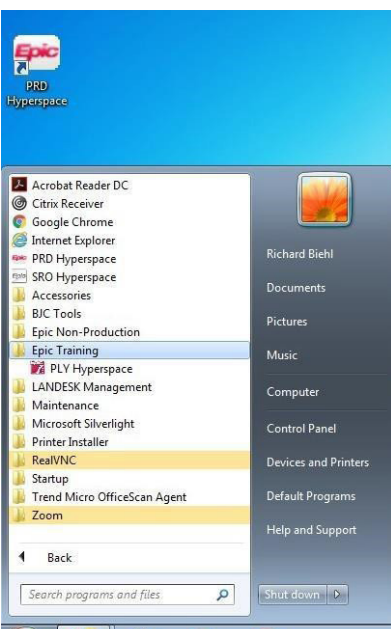 Epic
PRD
Hyperspace
Acrobat Reader DC
Citrix Receiver
Google Chrome
Internet Explorer
Epic PRD Hyperspace
Epic SRO Hyperspace
Accessories
BJC Tools
Epic Non-Production
Epic Training
PLY Hyperspace
LANDESK Management
Maintenance
Microsoft Silverlight
Printer Installer
RealVNC
Startup
Trend Micro OfficeScan Agent
Zoom
Back
Search programs and files
Richard Biehl
Documents
Pictures
Music
Computer
Control Panel
Devices and Printers
Default Programs
Help and Support
Shut down